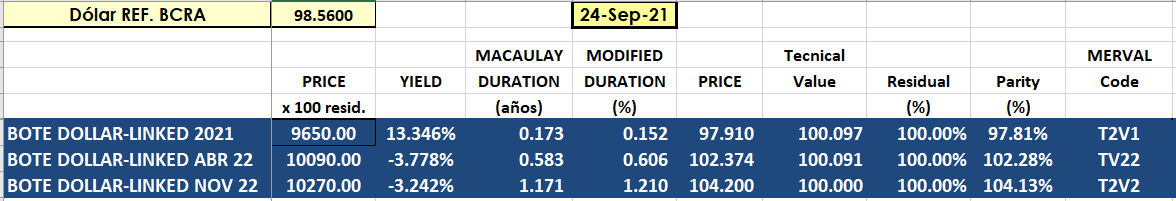 Dólar REF. BCRA 98.5600 24-Sep-21
MACAULAY MODIFIED Tecnical MERVAL
PRICE YIELD DURATION DURATION PRICE Value Residual Parity Code
x 100 resid. (años) (%) (%) (%)
BOTE DOLLAR-LINKED 2021 9650.00 13.346% 0.173 0.152 97.910 100.097 100.00% 97.81% T2V1
BOTE DOLLAR-LINKED ABR 22 10090.00 -3.778% 0.583 0.606 102.374 100.091 100.00% 102.28% TV22
BOTE DOLLAR-LINKED NOV 22 10270.00 -3.242% 1.171 1.210 104.200 100.000 100.00% 104.13% T2V2